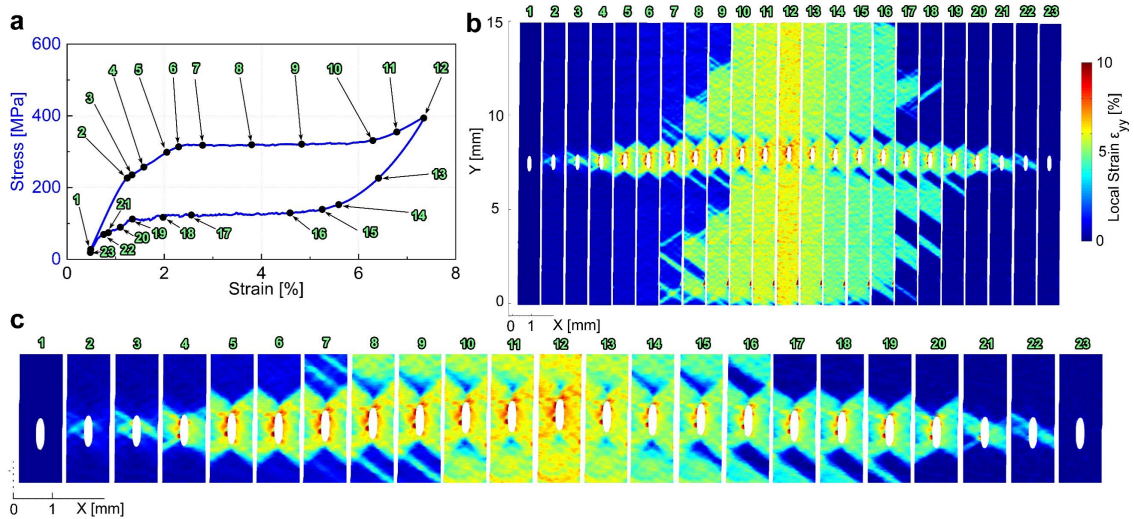 a
600
400
200
0
Stress [MPa]
0 2 4 6 8
Strain [%]
1 2 3 4 5 6 7 8 9 10 11 12
13 14 15 16 17 18 19 20 21 22 23
b
1 2 3 4 5 6 7 8 9 10 11 12 13 14 15 16 17 18 19 20 21 22 23
15
10
5
0
Y [mm]
0 1 X [mm]
10
0
Local Strain ε_yy [%]
c
1 2 3 4 5 6 7 8 9 10 11 12 13 14 15 16 17 18 19 20 21 22 23
0 1 X [mm]